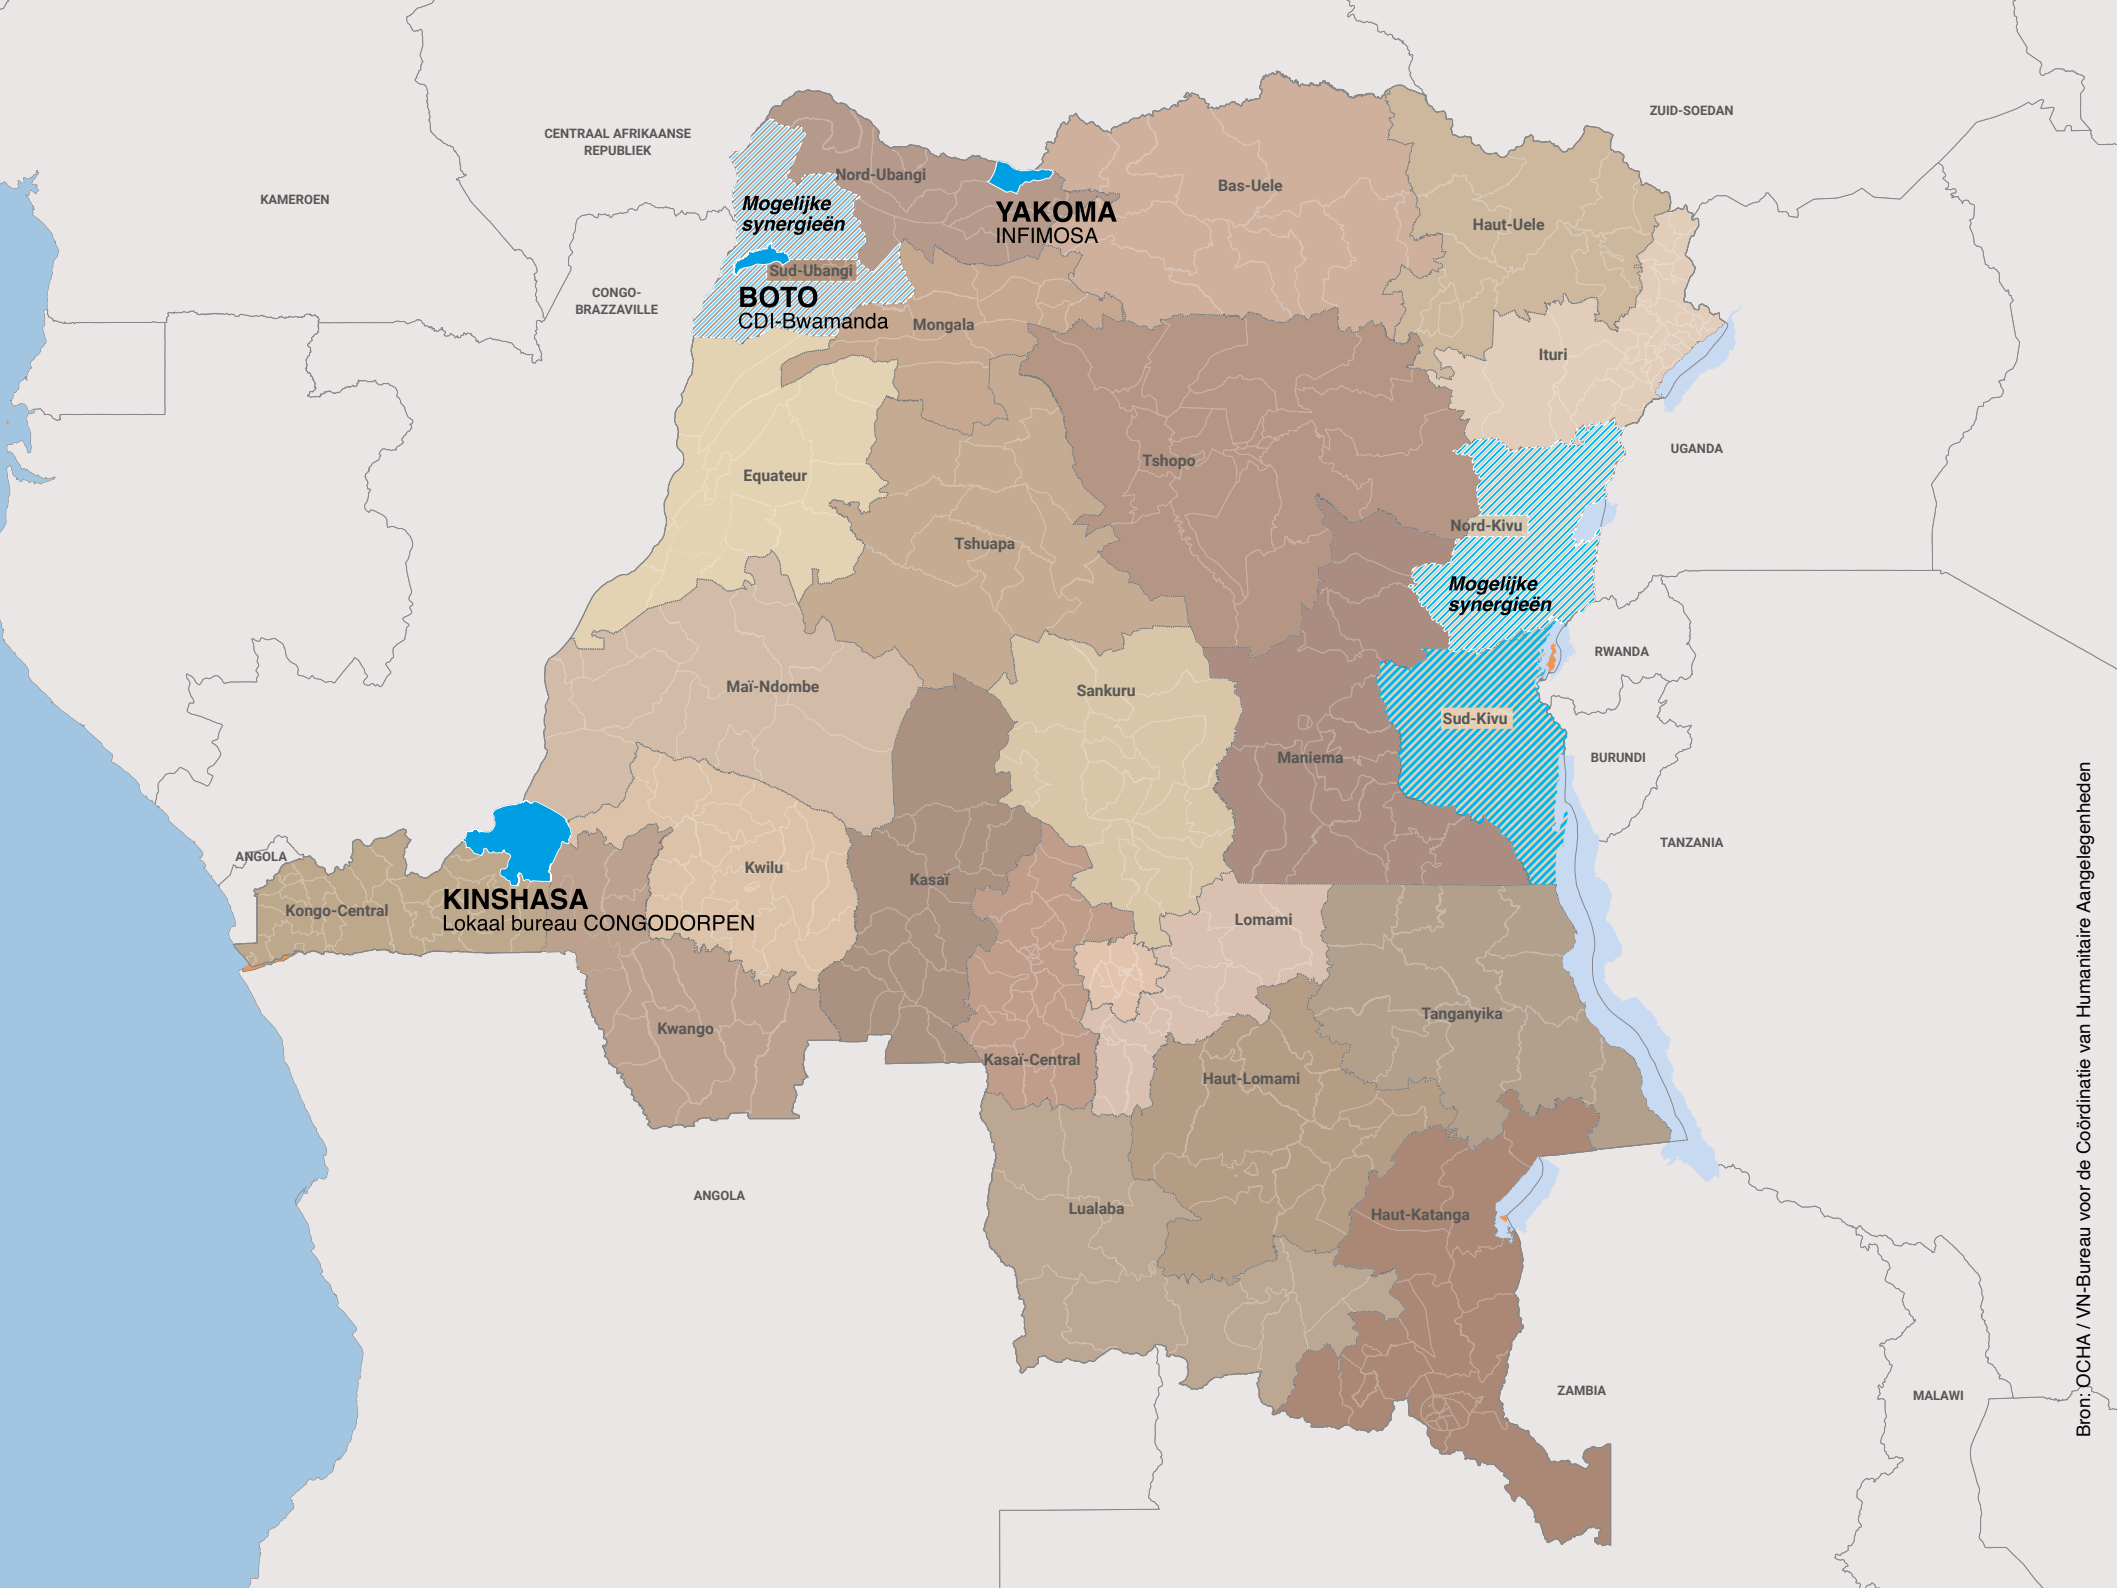 ZUID-SOEDAN
CENTRAAL AFRIKAANSE
REPUBLIEK
KAMEROEN
Nord-Ubangi
Bas-Uele
Haut-Uele
Mogelijke
synergieën
YAKOMA
INFIMOSA
Sud-Ubangi
CONGO-
BRAZZAVILLE
BOTO
CDI-Bwamanda
Mongala
Ituri
UGANDA
Equateur
Tshopo
Nord-Kivu
Tshuapa
Mogelijke
synergieën
RWANDA
Maï-Ndombe
Sankuru
Sud-Kivu
Maniema
BURUNDI
TANZANIA
ANGOLA
Kwilu
Kasaï
KINSHASA
Lokaal bureau CONGODORPEN
Kongo-Central
Lomami
Kwango
Tanganyika
Kasaï-Central
Haut-Lomami
ANGOLA
Lualaba
Haut-Katanga
ZAMBIA
MALAWI
Bron: OCHA / VN-Bureau voor de Coördinatie van Humanitaire Aangelegenheden